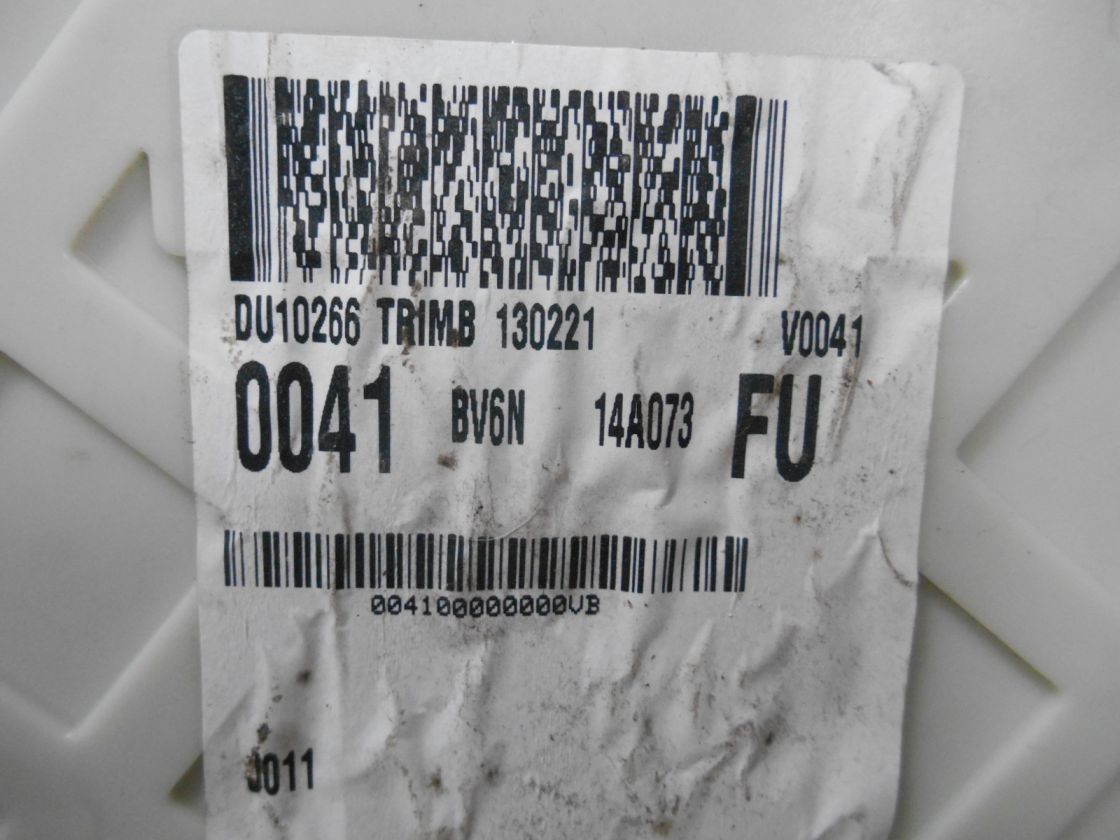 DU10266 TRIMB 130221 V0041
0041 BV6N 14A073 FU
004100000000VB
J011